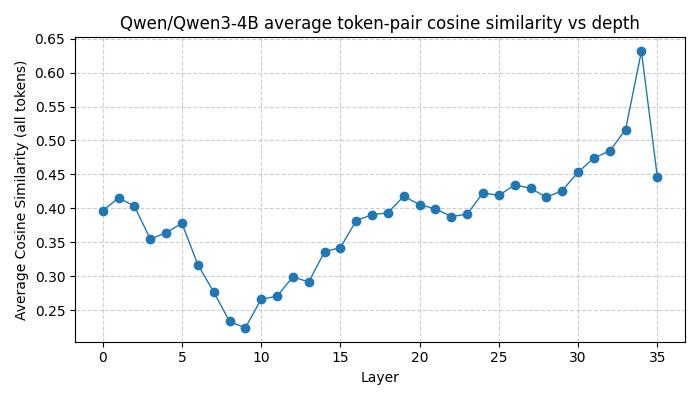 Qwen/Qwen3-4B average token-pair cosine similarity vs depth
Average Cosine Similarity (all tokens)
0.65
0.60
0.55
0.50
0.45
0.40
0.35
0.30
0.25
0 5 10 15 20 25 30 35
Layer